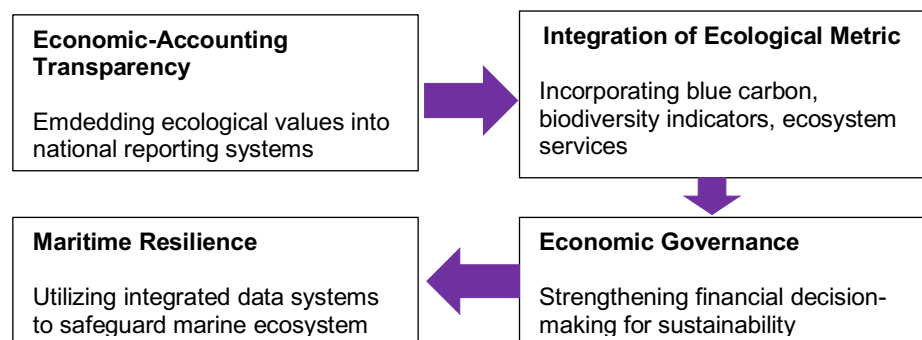 Economic-Accounting
Transparency
Emdedding ecological values into
national reporting systems
Integration of Ecological Metric
Incorporating blue carbon,
biodiversity indicators, ecosystem
services
Economic Governance
Strengthening financial decision-
making for sustainability
Maritime Resilience
Utilizing integrated data systems
to safeguard marine ecosystem